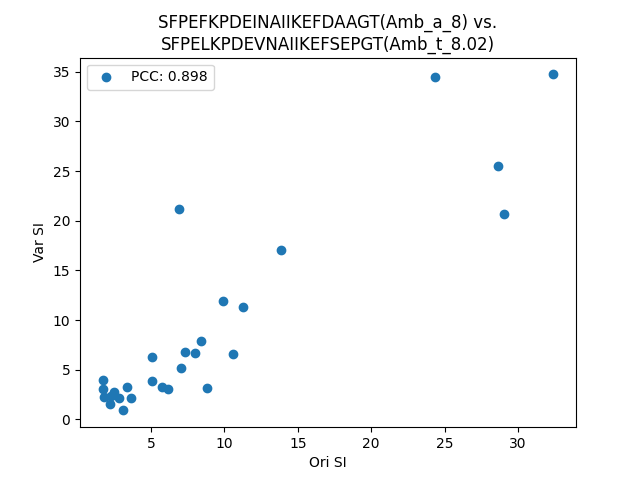 SFPEFKPDEINAIIKEFDAAGT(Amb_a_8) vs.
SFPELKPDEVNAIIKEFSEPGT(Amb_t_8.02)
PCC: 0.898
35
30
25
20
15
10
5
0
Var SI
5 10 15 20 25 30
Ori SI